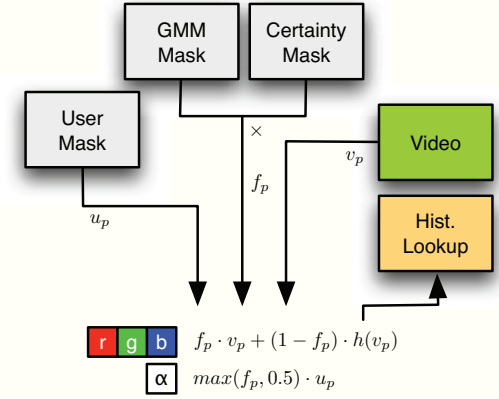 GMM
Mask
Certainty
Mask
User
Mask
×
Video
v_p
f_p
u_p
Hist.
Lookup
r g b f_p · v_p + (1 − f_p) · h(v_p)
α max(f_p, 0.5) · u_p